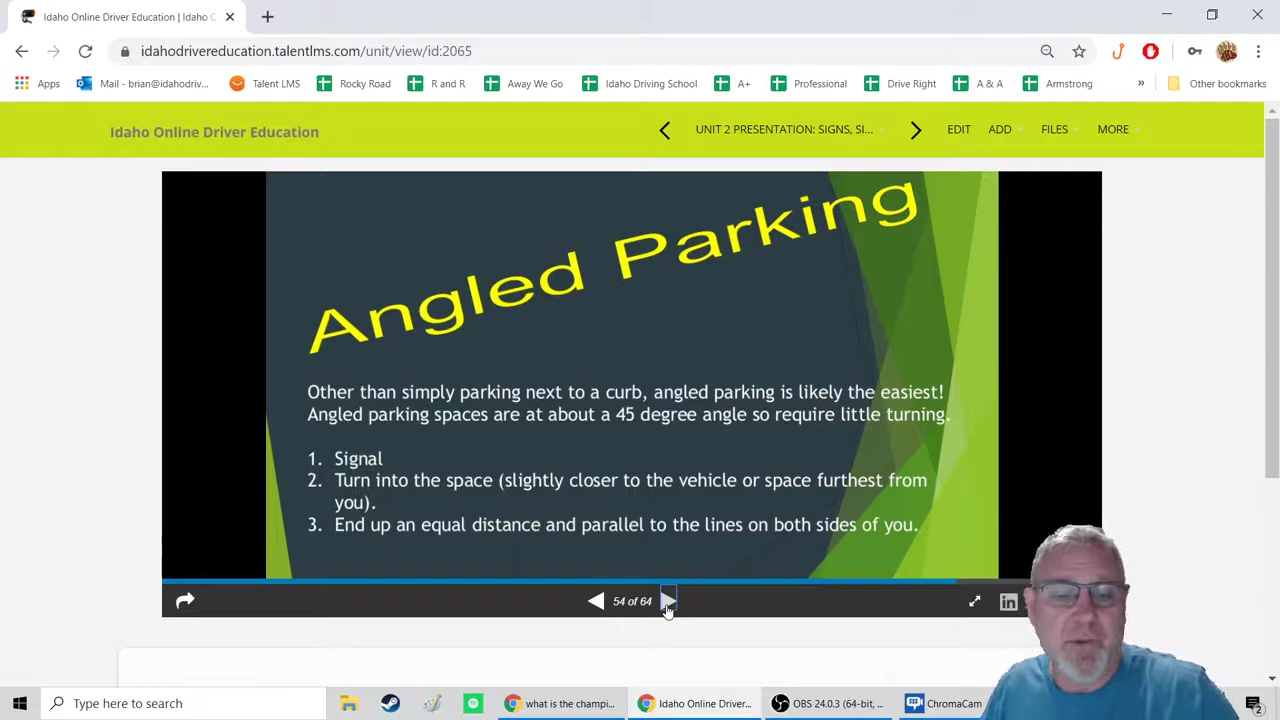 Idaho Online Driver Education | Idaho O
idahodrivereducation.talentlms.com/unit/view/id:2065
Apps Mail - brian@idahodriv... Talent LMS Rocky Road R and R Away We Go Idaho Driving School A+ Professional Drive Right A & A Armstrong » Other bookmarks
Idaho Online Driver Education UNIT 2 PRESENTATION: SIGNS, SI... EDIT ADD FILES MORE
Angled Parking
Other than simply parking next to a curb, angled parking is likely the easiest!
Angled parking spaces are at about a 45 degree angle so require little turning.
1. Signal
2. Turn into the space (slightly closer to the vehicle or space furthest from
you).
3. End up an equal distance and parallel to the lines on both sides of you.
54 of 64
in
Type here to search
what is the champi...
Idaho Online Driver...
OBS 24.0.3 (64-bit, ...
ChromaCam
2